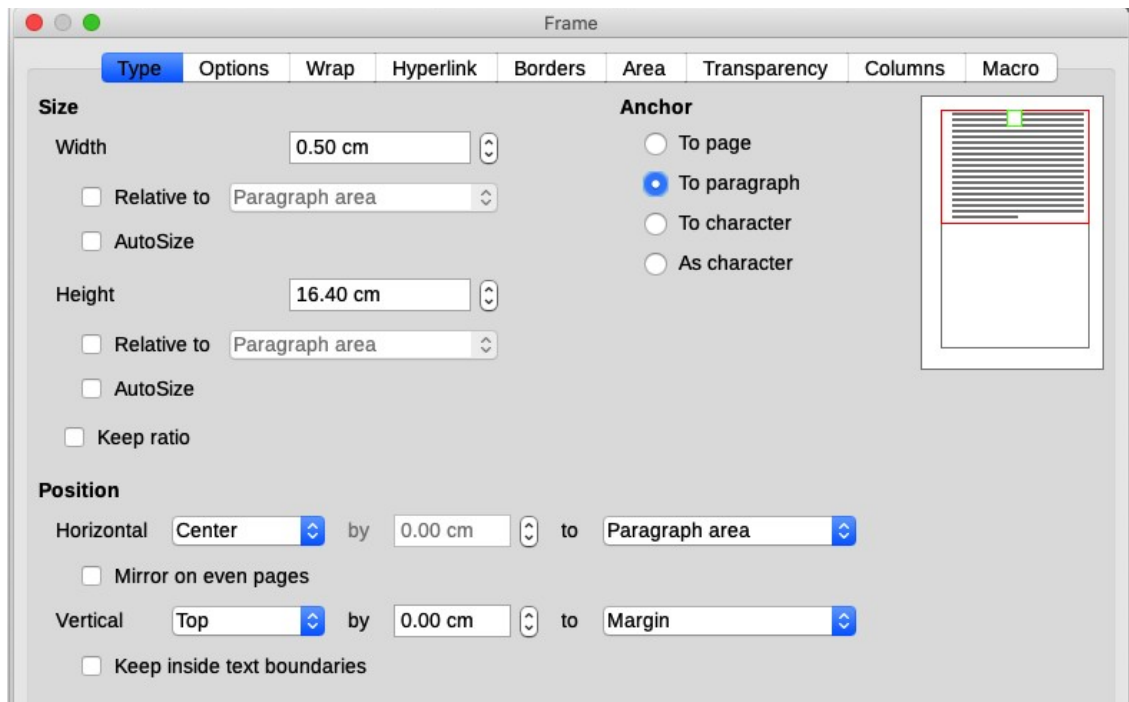 Frame
Type Options Wrap Hyperlink Borders Area Transparency Columns Macro
Size
Width 0.50 cm
Relative to Paragraph area
AutoSize
Height 16.40 cm
Relative to Paragraph area
AutoSize
Keep ratio
Anchor
To page
To paragraph
To character
As character
Position
Horizontal Center by 0.00 cm to Paragraph area
Mirror on even pages
Vertical Top by 0.00 cm to Margin
Keep inside text boundaries